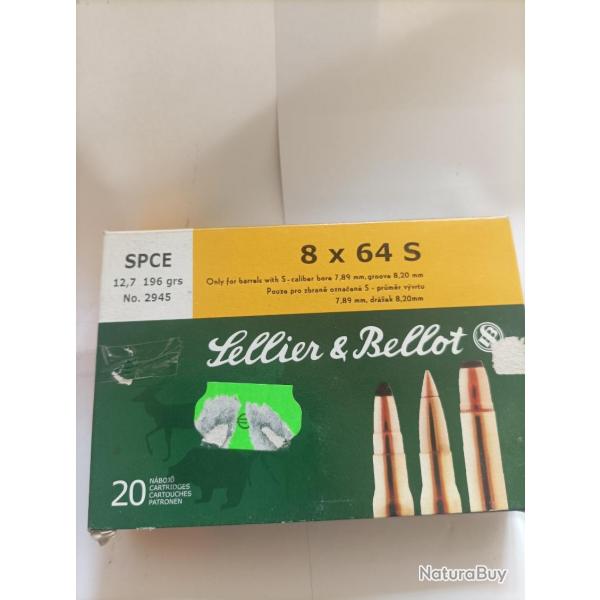 SPCE
12,7 196 grs
No. 2945
8 x 64 S
Only for barrels with S - caliber bore 7,89 mm, groove 8,20 mm
Pouze pro zbraně označené S - průměr vývrtu
7,89 mm, drážek 8,20mm
Sellier & Bellot
€
20
NÁBOJŮ
CARTRIDGES
CARTOUCHES
PATRONEN
NaturaBuy